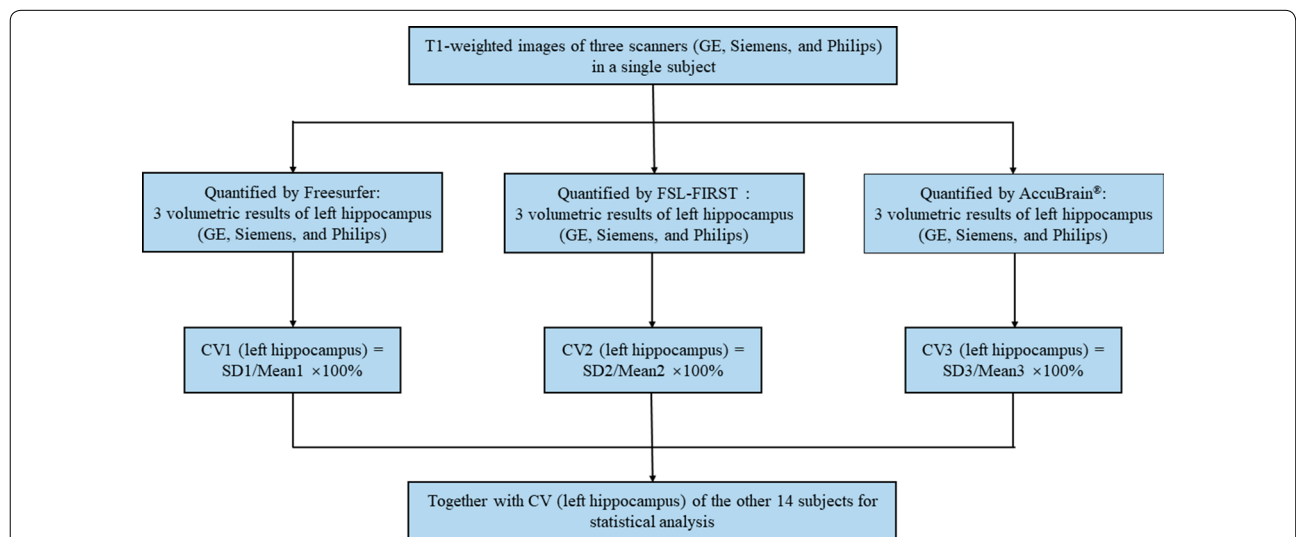 T1-weighted images of three scanners (GE, Siemens, and Philips)
in a single subject
Quantified by Freesurfer:
3 volumetric results of left hippocampus
(GE, Siemens, and Philips)
Quantified by FSL-FIRST :
3 volumetric results of left hippocampus
(GE, Siemens, and Philips)
Quantified by AccuBrain®:
3 volumetric results of left hippocampus
(GE, Siemens, and Philips)
CV1 (left hippocampus) =
SD1/Mean1 ×100%
CV2 (left hippocampus) =
SD2/Mean2 ×100%
CV3 (left hippocampus) =
SD3/Mean3 ×100%
Together with CV (left hippocampus) of the other 14 subjects for
statistical analysis